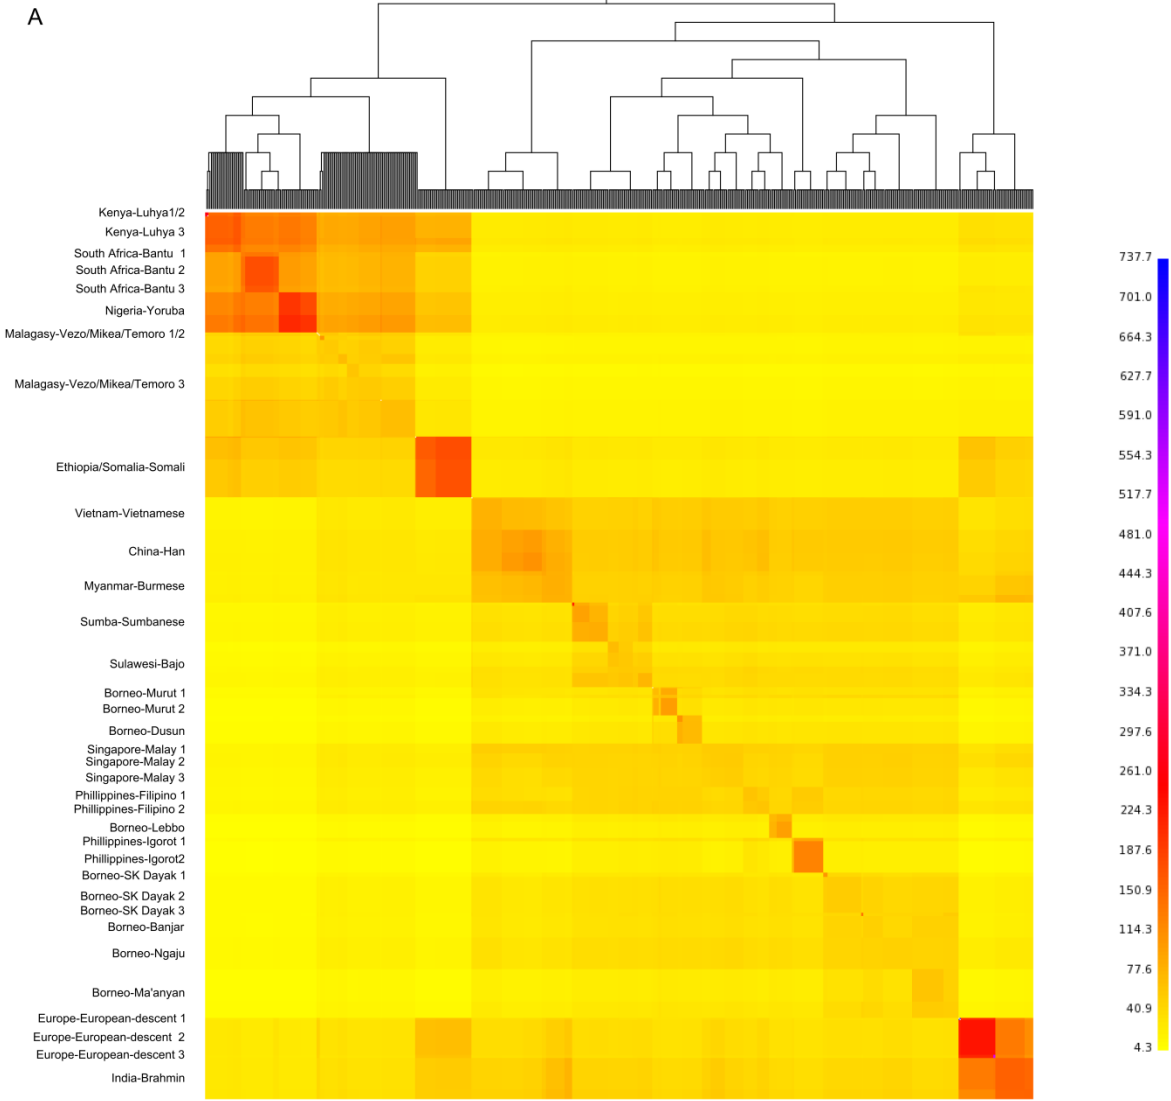 A
Kenya-Luhya1/2
Kenya-Luhya 3
South Africa-Bantu 1
South Africa-Bantu 2
South Africa-Bantu 3
Nigeria-Yoruba
Malagasy-Vezo/Mikea/Temoro 1/2
Malagasy-Vezo/Mikea/Temoro 3
Ethiopia/Somalia-Somali
Vietnam-Vietnamese
China-Han
Myanmar-Burmese
Sumba-Sumbanese
Sulawesi-Bajo
Borneo-Murut 1
Borneo-Murut 2
Borneo-Dusun
Singapore-Malay 1
Singapore-Malay 2
Singapore-Malay 3
Phillippines-Filipino 1
Phillippines-Filipino 2
Borneo-Lebbo
Phillippines-Igorot 1
Phillippines-Igorot2
Borneo-SK Dayak 1
Borneo-SK Dayak 2
Borneo-SK Dayak 3
Borneo-Banjar
Borneo-Ngaju
Borneo-Ma'anyan
Europe-European-descent 1
Europe-European-descent 2
Europe-European-descent 3
India-Brahmin
737.7
701.0
664.3
627.7
591.0
554.3
517.7
481.0
444.3
407.6
371.0
334.3
297.6
261.0
224.3
187.6
150.9
114.3
77.6
40.9
4.3